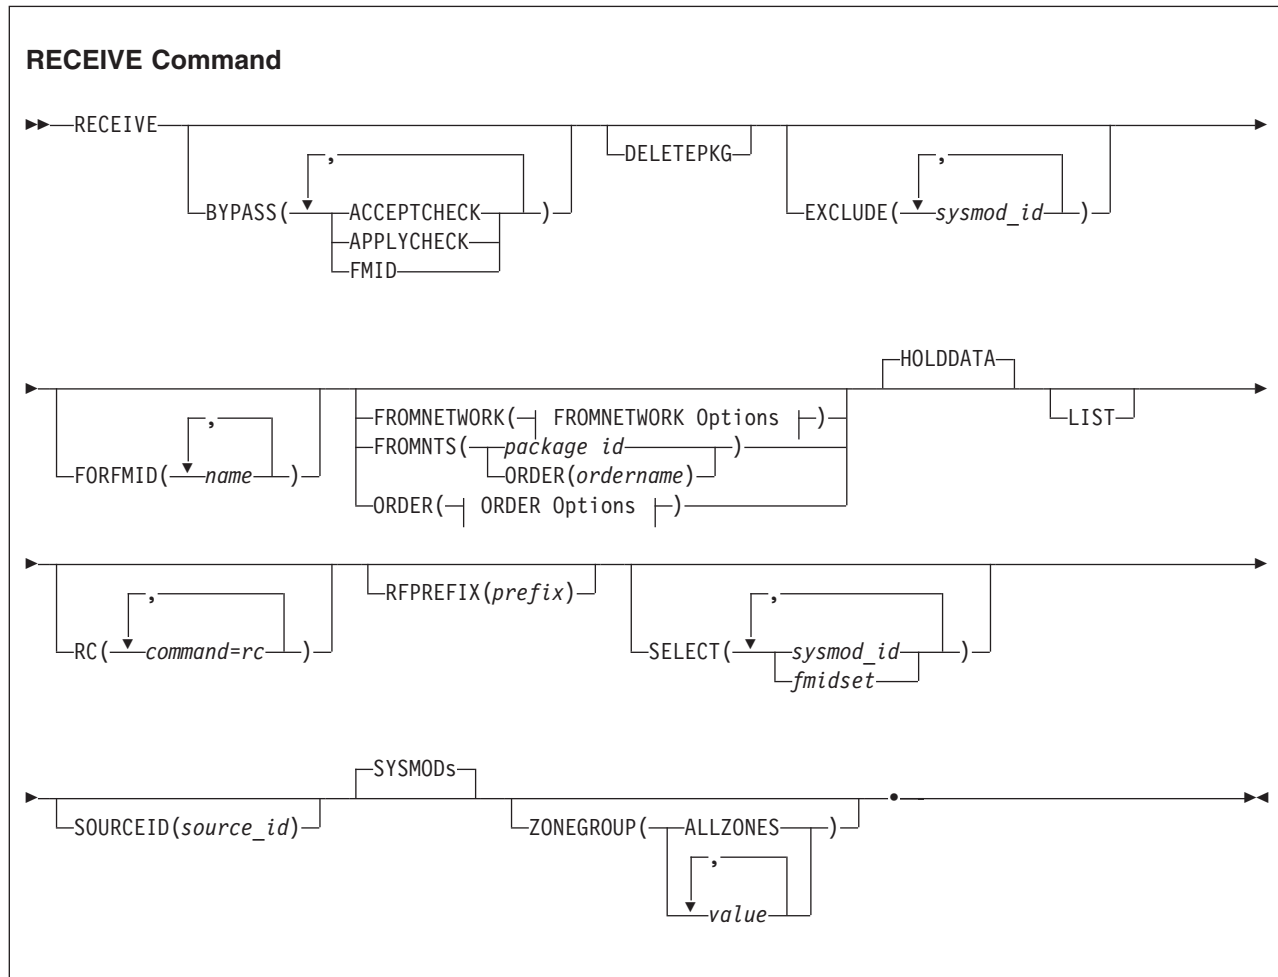 RECEIVE Command
RECEIVE
DELETEPKG
, ,
BYPASS( ACCEPTCHECK ) EXCLUDE( sysmod_id )
APPLYCHECK
FMID
HOLDDATA
, FROMNETWORK( FROMNETWORK Options ) LIST
FROMNTS( package id )
FORFMID( name ) ORDER(ordername)
ORDER( ORDER Options )
, RFPREFIX(prefix) ,
RC( command=rc ) SELECT( sysmod_id )
fmidset
SYSMODs
.
SOURCEID(source_id) ZONEGROUP( ALLZONES )
,
value